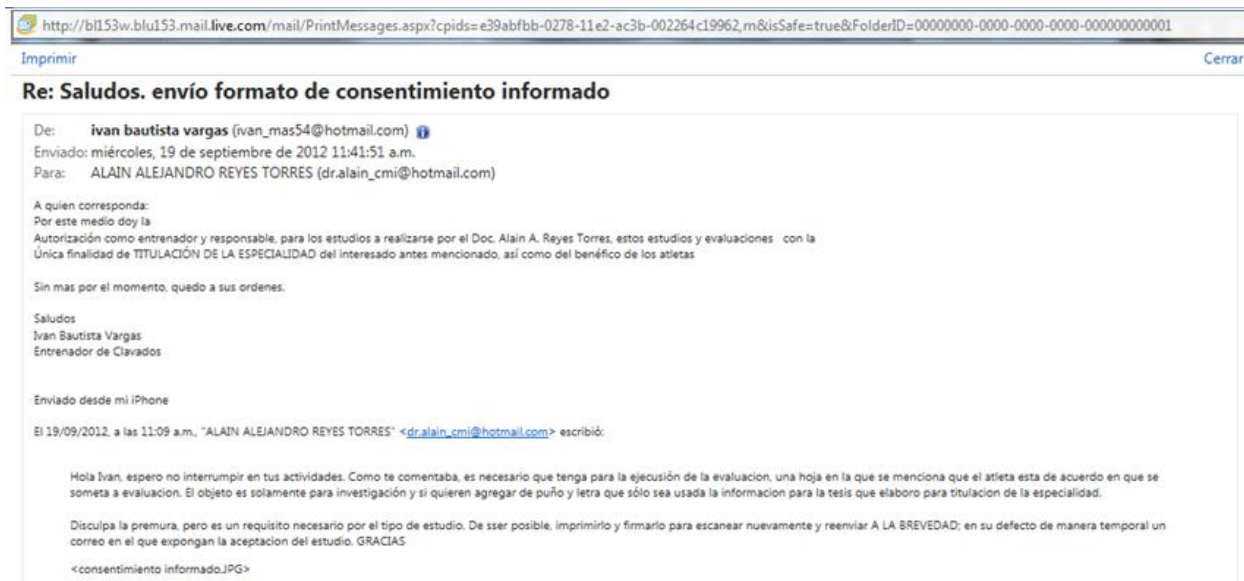 http://bl153w.blu153.mail.live.com/mail/PrintMessages.aspx?cpids=e39abfbb-0278-11e2-ac3b-002264c19962,m&isSafe=true&FolderID=00000000-0000-0000-0000-000000000001
Imprimir Cerrar
Re: Saludos. envío formato de consentimiento informado
De: ivan bautista vargas (ivan_mas54@hotmail.com)
Enviado: miércoles, 19 de septiembre de 2012 11:41:51 a.m.
Para: ALAIN ALEJANDRO REYES TORRES (dr.alain_cmi@hotmail.com)
A quien corresponda:
Por este medio doy la
Autorización como entrenador y responsable, para los estudios a realizarse por el Doc. Alain A. Reyes Torres, estos estudios y evaluaciones con la
Única finalidad de TITULACIÓN DE LA ESPECIALIDAD del interesado antes mencionado, así como del benéfico de los atletas
Sin mas por el momento, quedo a sus ordenes.
Saludos
Ivan Bautista Vargas
Entrenador de Clavados
Enviado desde mi iPhone
El 19/09/2012, a las 11:09 a.m., "ALAIN ALEJANDRO REYES TORRES" <dr.alain_cmi@hotmail.com> escribió:
Hola Ivan, espero no interrumpir en tus actividades. Como te comentaba, es necesario que tenga para la ejecución de la evaluacion, una hoja en la que se menciona que el atleta esta de acuerdo en que se
someta a evaluacion. El objeto es solamente para investigación y si quieren agregar de puño y letra que sólo sea usada la informacion para la tesis que elaboro para titulacion de la especialidad.
Disculpa la premura, pero es un requisito necesario por el tipo de estudio. De sser posible, imprimirlo y firmarlo para escanear nuevamente y reenviar A LA BREVEDAD; en su defecto de manera temporal un
correo en el que expongan la aceptacion del estudio. GRACIAS
<consentimiento informado.JPG>